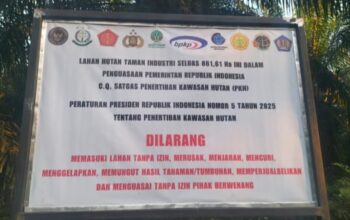 bpkp
LAHAN HUTAN TAMAN INDUSTRI SELUAS 861,61 Ha INI DALAM
PENGUASAAN PEMERINTAH REPUBLIK INDONESIA
C.Q. SATGAS PENERTIBAN KAWASAN HUTAN (PKH)
PERATURAN PRESIDEN REPUBLIK INDONESIA NOMOR 5 TAHUN 2025
TENTANG PENERTIBAN KAWASAN HUTAN
DILARANG
MEMASUKI LAHAN TANPA IZIN, MERUSAK, MENJARAH, MENCURI,
MENGGELAPKAN, MEMUNGUT HASIL TANAMAN/TUMBUHAN, MEMPERJUALBELIKAN
DAN MENGUASAI TANPA IZIN PIHAK BERWENANG